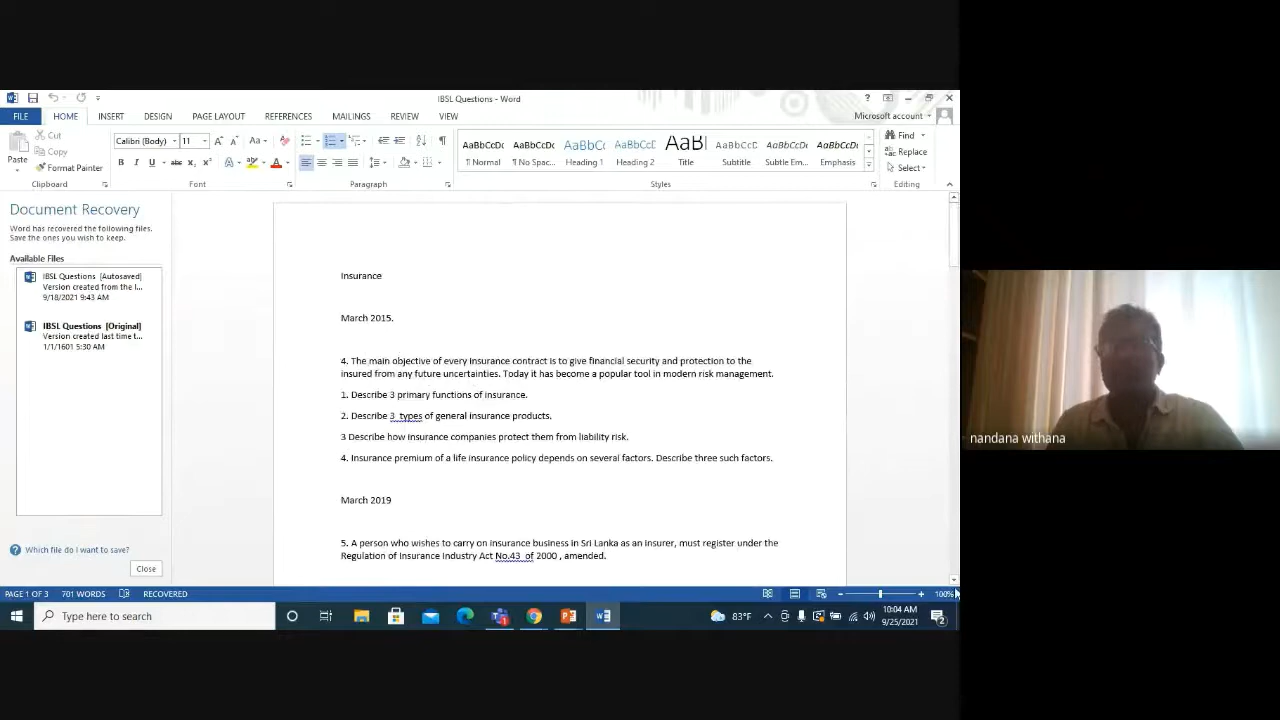 IBSL Questions - Word
Microsoft account
FILE HOME INSERT DESIGN PAGE LAYOUT REFERENCES MAILINGS REVIEW VIEW
Paste
Cut
Copy
Format Painter
Clipboard
Calibri (Body) 11
Font
Paragraph
AaBbCcDc AaBbCcDc AaBbCc AaBbCcC AaBl AaBbCcD AaBbCcDc AaBbCcDc
¶ Normal ¶ No Spac... Heading 1 Heading 2 Title Subtitle Subtle Em... Emphasis
Styles
Find
Replace
Select
Editing
Document Recovery
Word has recovered the following files.
Save the ones you wish to keep.
Available Files
IBSL Questions [Autosaved]
Version created from the l...
9/18/2021 9:43 AM
IBSL Questions [Original]
Version created last time t...
1/1/1601 5:30 AM
Which file do I want to save?
Close
Insurance
March 2015.
4. The main objective of every insurance contract is to give financial security and protection to the
insured from any future uncertainties. Today it has become a popular tool in modern risk management.
1. Describe 3 primary functions of insurance.
2. Describe 3 types of general insurance products.
3 Describe how insurance companies protect them from liability risk.
4. Insurance premium of a life insurance policy depends on several factors. Describe three such factors.
March 2019
5. A person who wishes to carry on insurance business in Sri Lanka as an insurer, must register under the
Regulation of Insurance Industry Act No.43 of 2000 , amended.
nandana withana
PAGE 1 OF 3 701 WORDS RECOVERED 100%
Type here to search
83°F
10:04 AM
9/25/2021